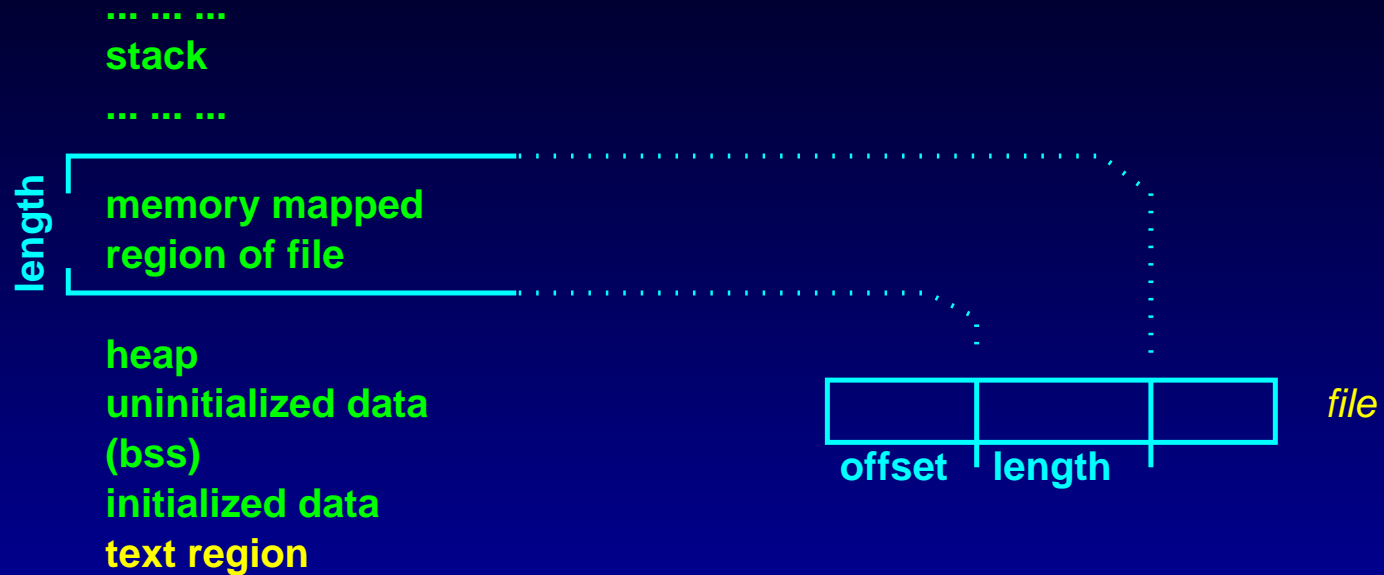 ... ... ...
stack
... ... ...
length
memory mapped
region of file
heap
uninitialized data
(bss)
initialized data
text region
file
offset length